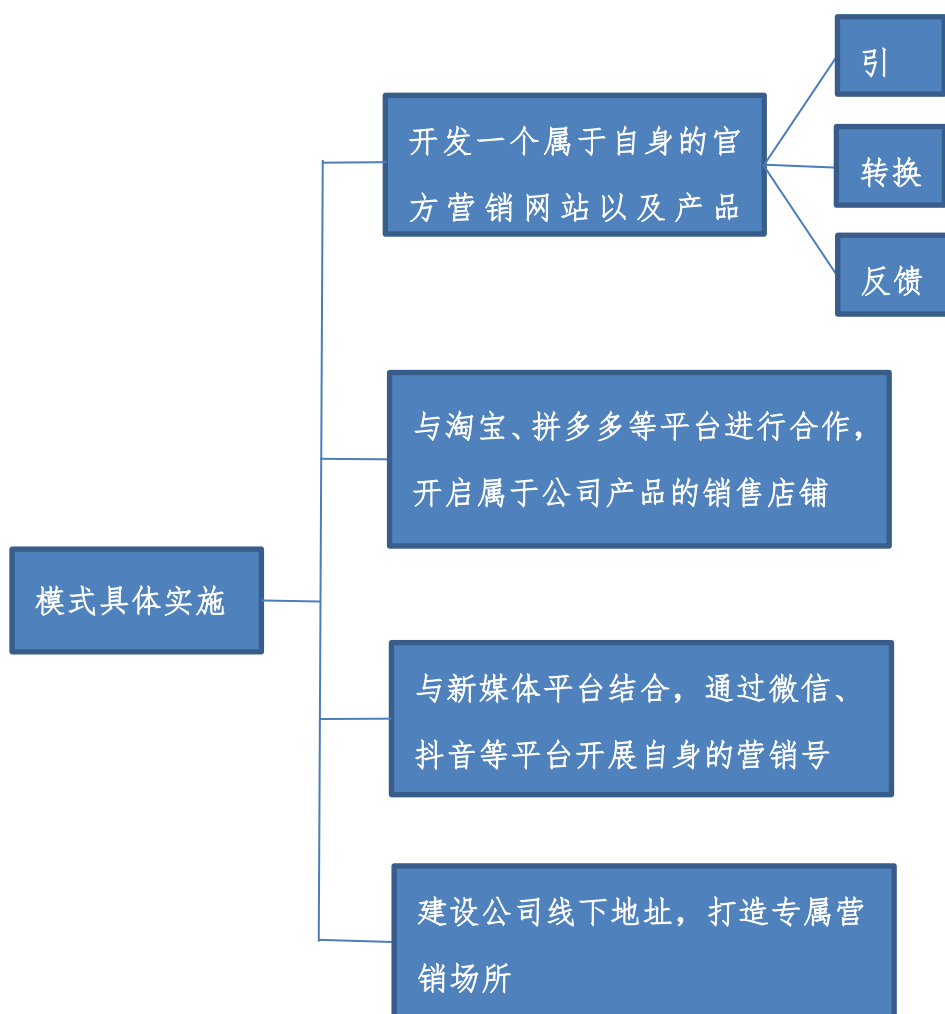 引
开发一个属于自身的官
方营销网站以及产品
转换
反馈
与淘宝、拼多多等平台进行合作，
开启属于公司产品的销售店铺
模式具体实施
与新媒体平台结合，通过微信、
抖音等平台开展自身的营销号
建设公司线下地址，打造专属营
销场所